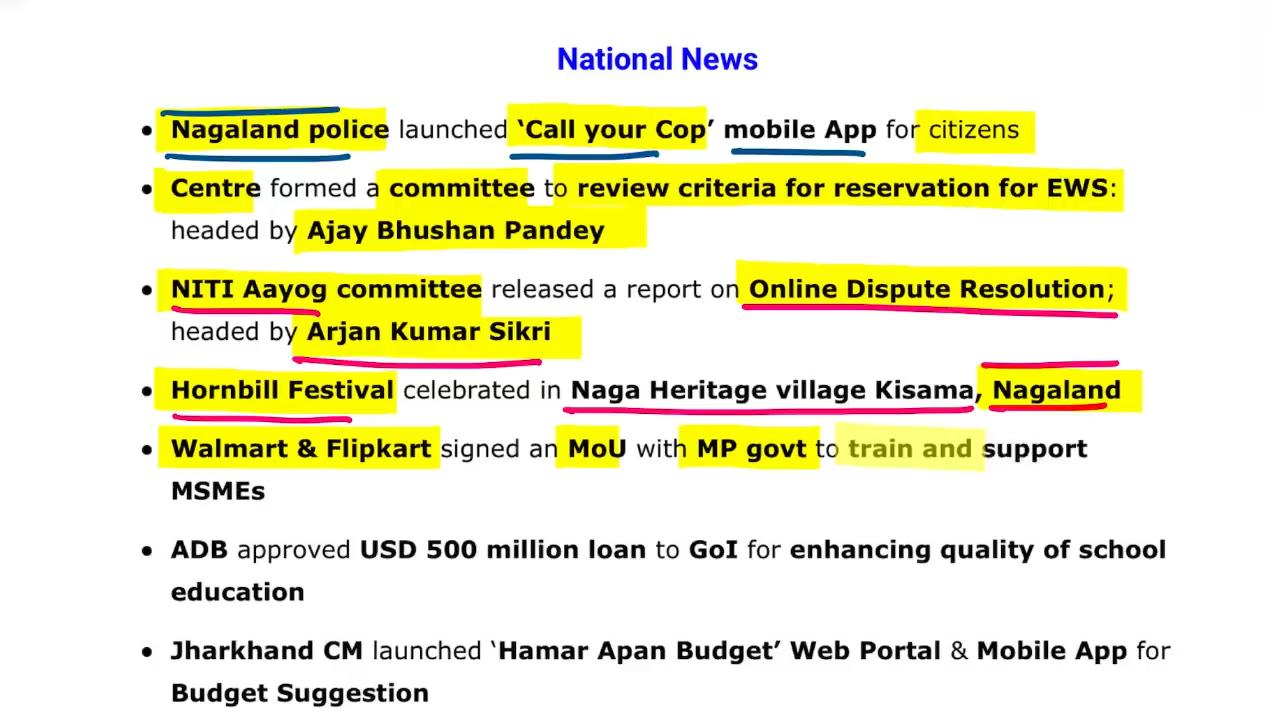 National News
• Nagaland police launched ‘Call your Cop’ mobile App for citizens
• Centre formed a committee to review criteria for reservation for EWS:
headed by Ajay Bhushan Pandey
• NITI Aayog committee released a report on Online Dispute Resolution;
headed by Arjan Kumar Sikri
• Hornbill Festival celebrated in Naga Heritage village Kisama, Nagaland
• Walmart & Flipkart signed an MoU with MP govt to train and support
MSMEs
• ADB approved USD 500 million loan to GoI for enhancing quality of school
education
• Jharkhand CM launched ‘Hamar Apan Budget’ Web Portal & Mobile App for
Budget Suggestion